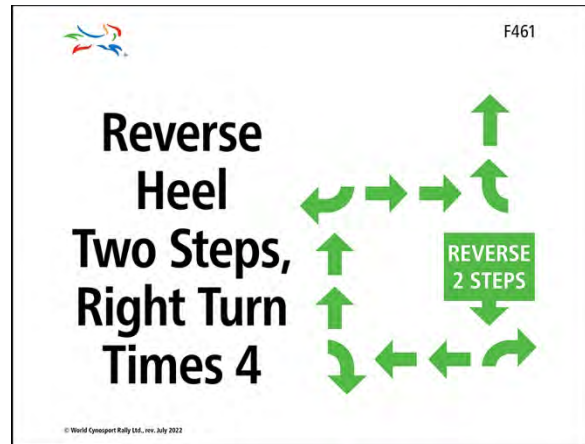 F461
Reverse
Heel
Two Steps,
Right Turn
Times 4
REVERSE
2 STEPS
© World Cynosport Rally Ltd., rev. July 2022